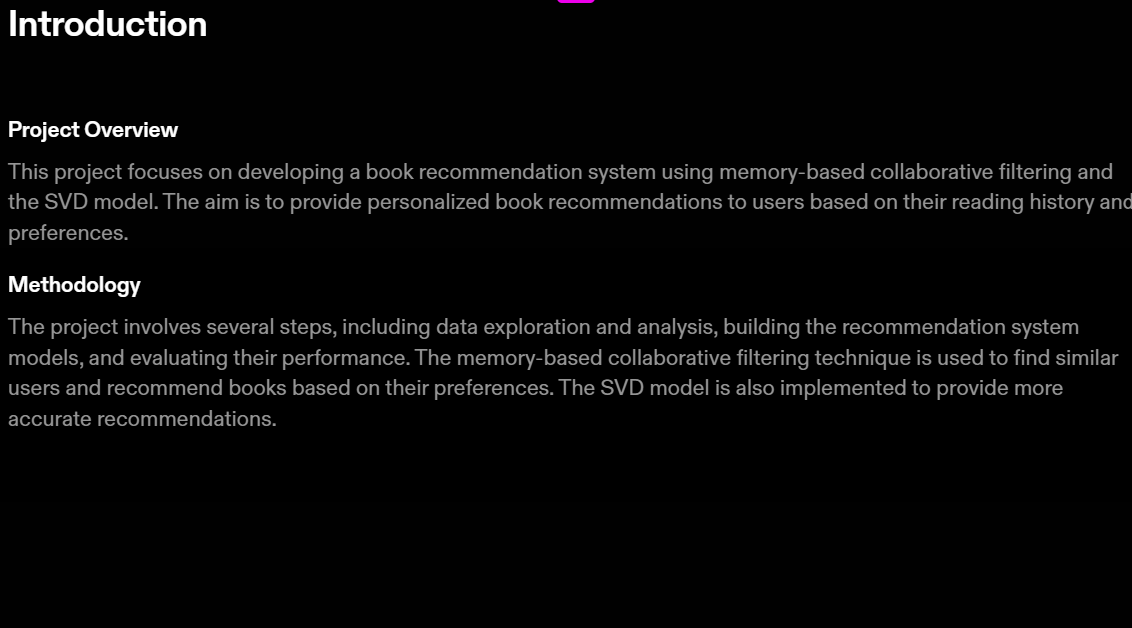 Introduction
Project Overview
This project focuses on developing a book recommendation system using memory-based collaborative filtering and
the SVD model. The aim is to provide personalized book recommendations to users based on their reading history and
preferences.
Methodology
The project involves several steps, including data exploration and analysis, building the recommendation system
models, and evaluating their performance. The memory-based collaborative filtering technique is used to find similar
users and recommend books based on their preferences. The SVD model is also implemented to provide more
accurate recommendations.